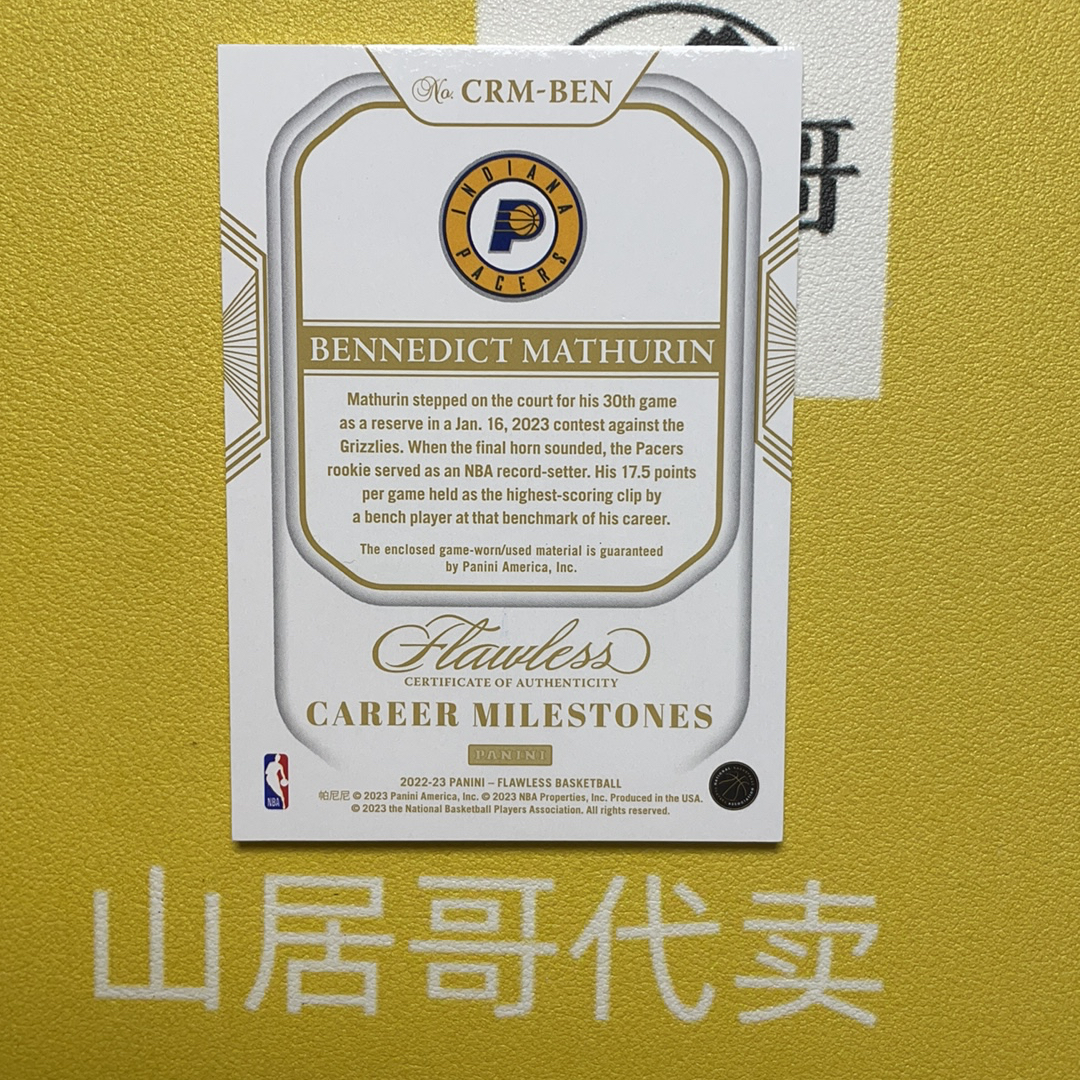 No. CRM-BEN
INDIANA
PACERS
BENNEDICT MATHURIN
Mathurin stepped on the court for his 30th game
as a reserve in a Jan. 16, 2023 contest against the
Grizzlies. When the final horn sounded, the Pacers
rookie served as an NBA record-setter. His 17.5 points
per game held as the highest-scoring clip by
a bench player at that benchmark of his career.
The enclosed game-worn/used material is guaranteed
by Panini America, Inc.
Flawless
CERTIFICATE OF AUTHENTICITY
CAREER MILESTONES
PANINI
NBA
2022-23 PANINI – FLAWLESS BASKETBALL
帕尼尼 © 2023 Panini America, Inc. © 2023 NBA Properties, Inc. Produced in the USA.
© 2023 the National Basketball Players Association. All rights reserved.
哥
山居哥代卖